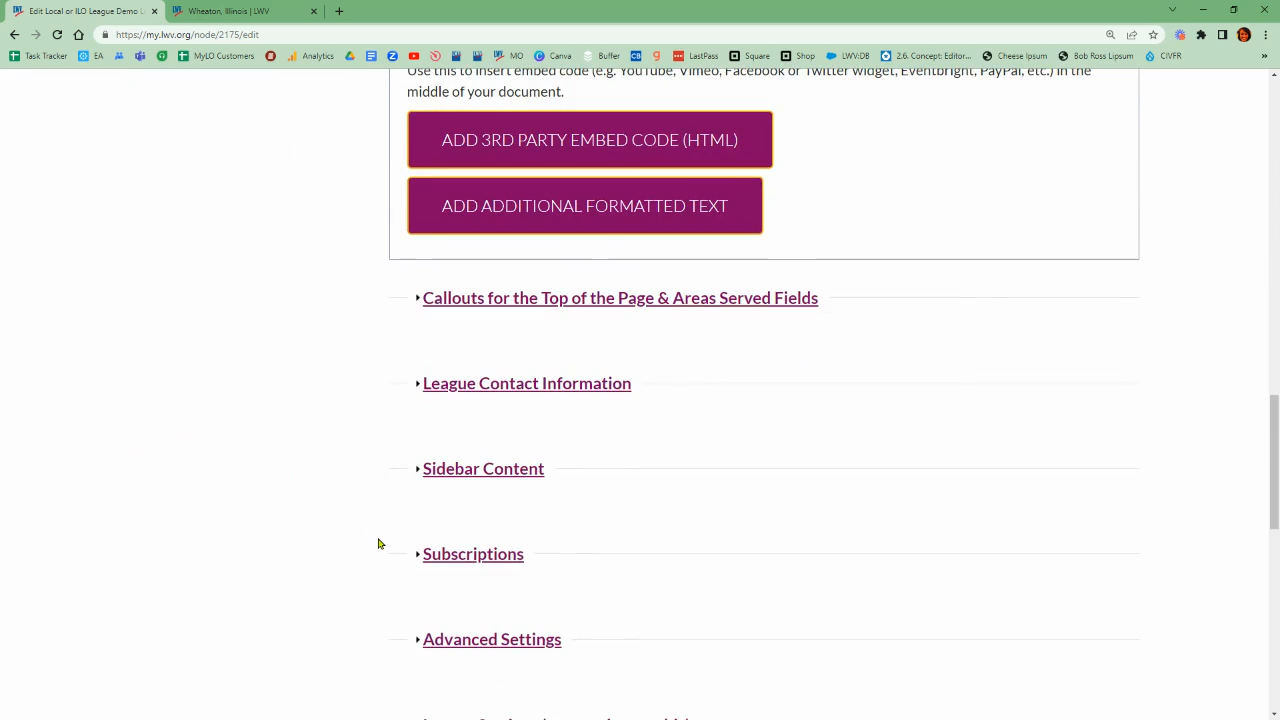 Edit Local or ILO League Demo L
Wheaton, Illinois | LWV
https://my.lwv.org/node/2175/edit
Task Tracker
EA
Analytics
MO
Canva
Buffer
LastPass
Square
Shop
LWV-DB
2.6. Concept: Editor...
Cheese Ipsum
Bob Ross Lipsum
CIVFR
»
Use this to insert embed code (e.g. YouTube, Vimeo, Facebook or Twitter widget, Eventbright, PayPal, etc.) in the
middle of your document.
ADD 3RD PARTY EMBED CODE (HTML)
ADD ADDITIONAL FORMATTED TEXT
Callouts for the Top of the Page & Areas Served Fields
League Contact Information
Sidebar Content
Subscriptions
Advanced Settings